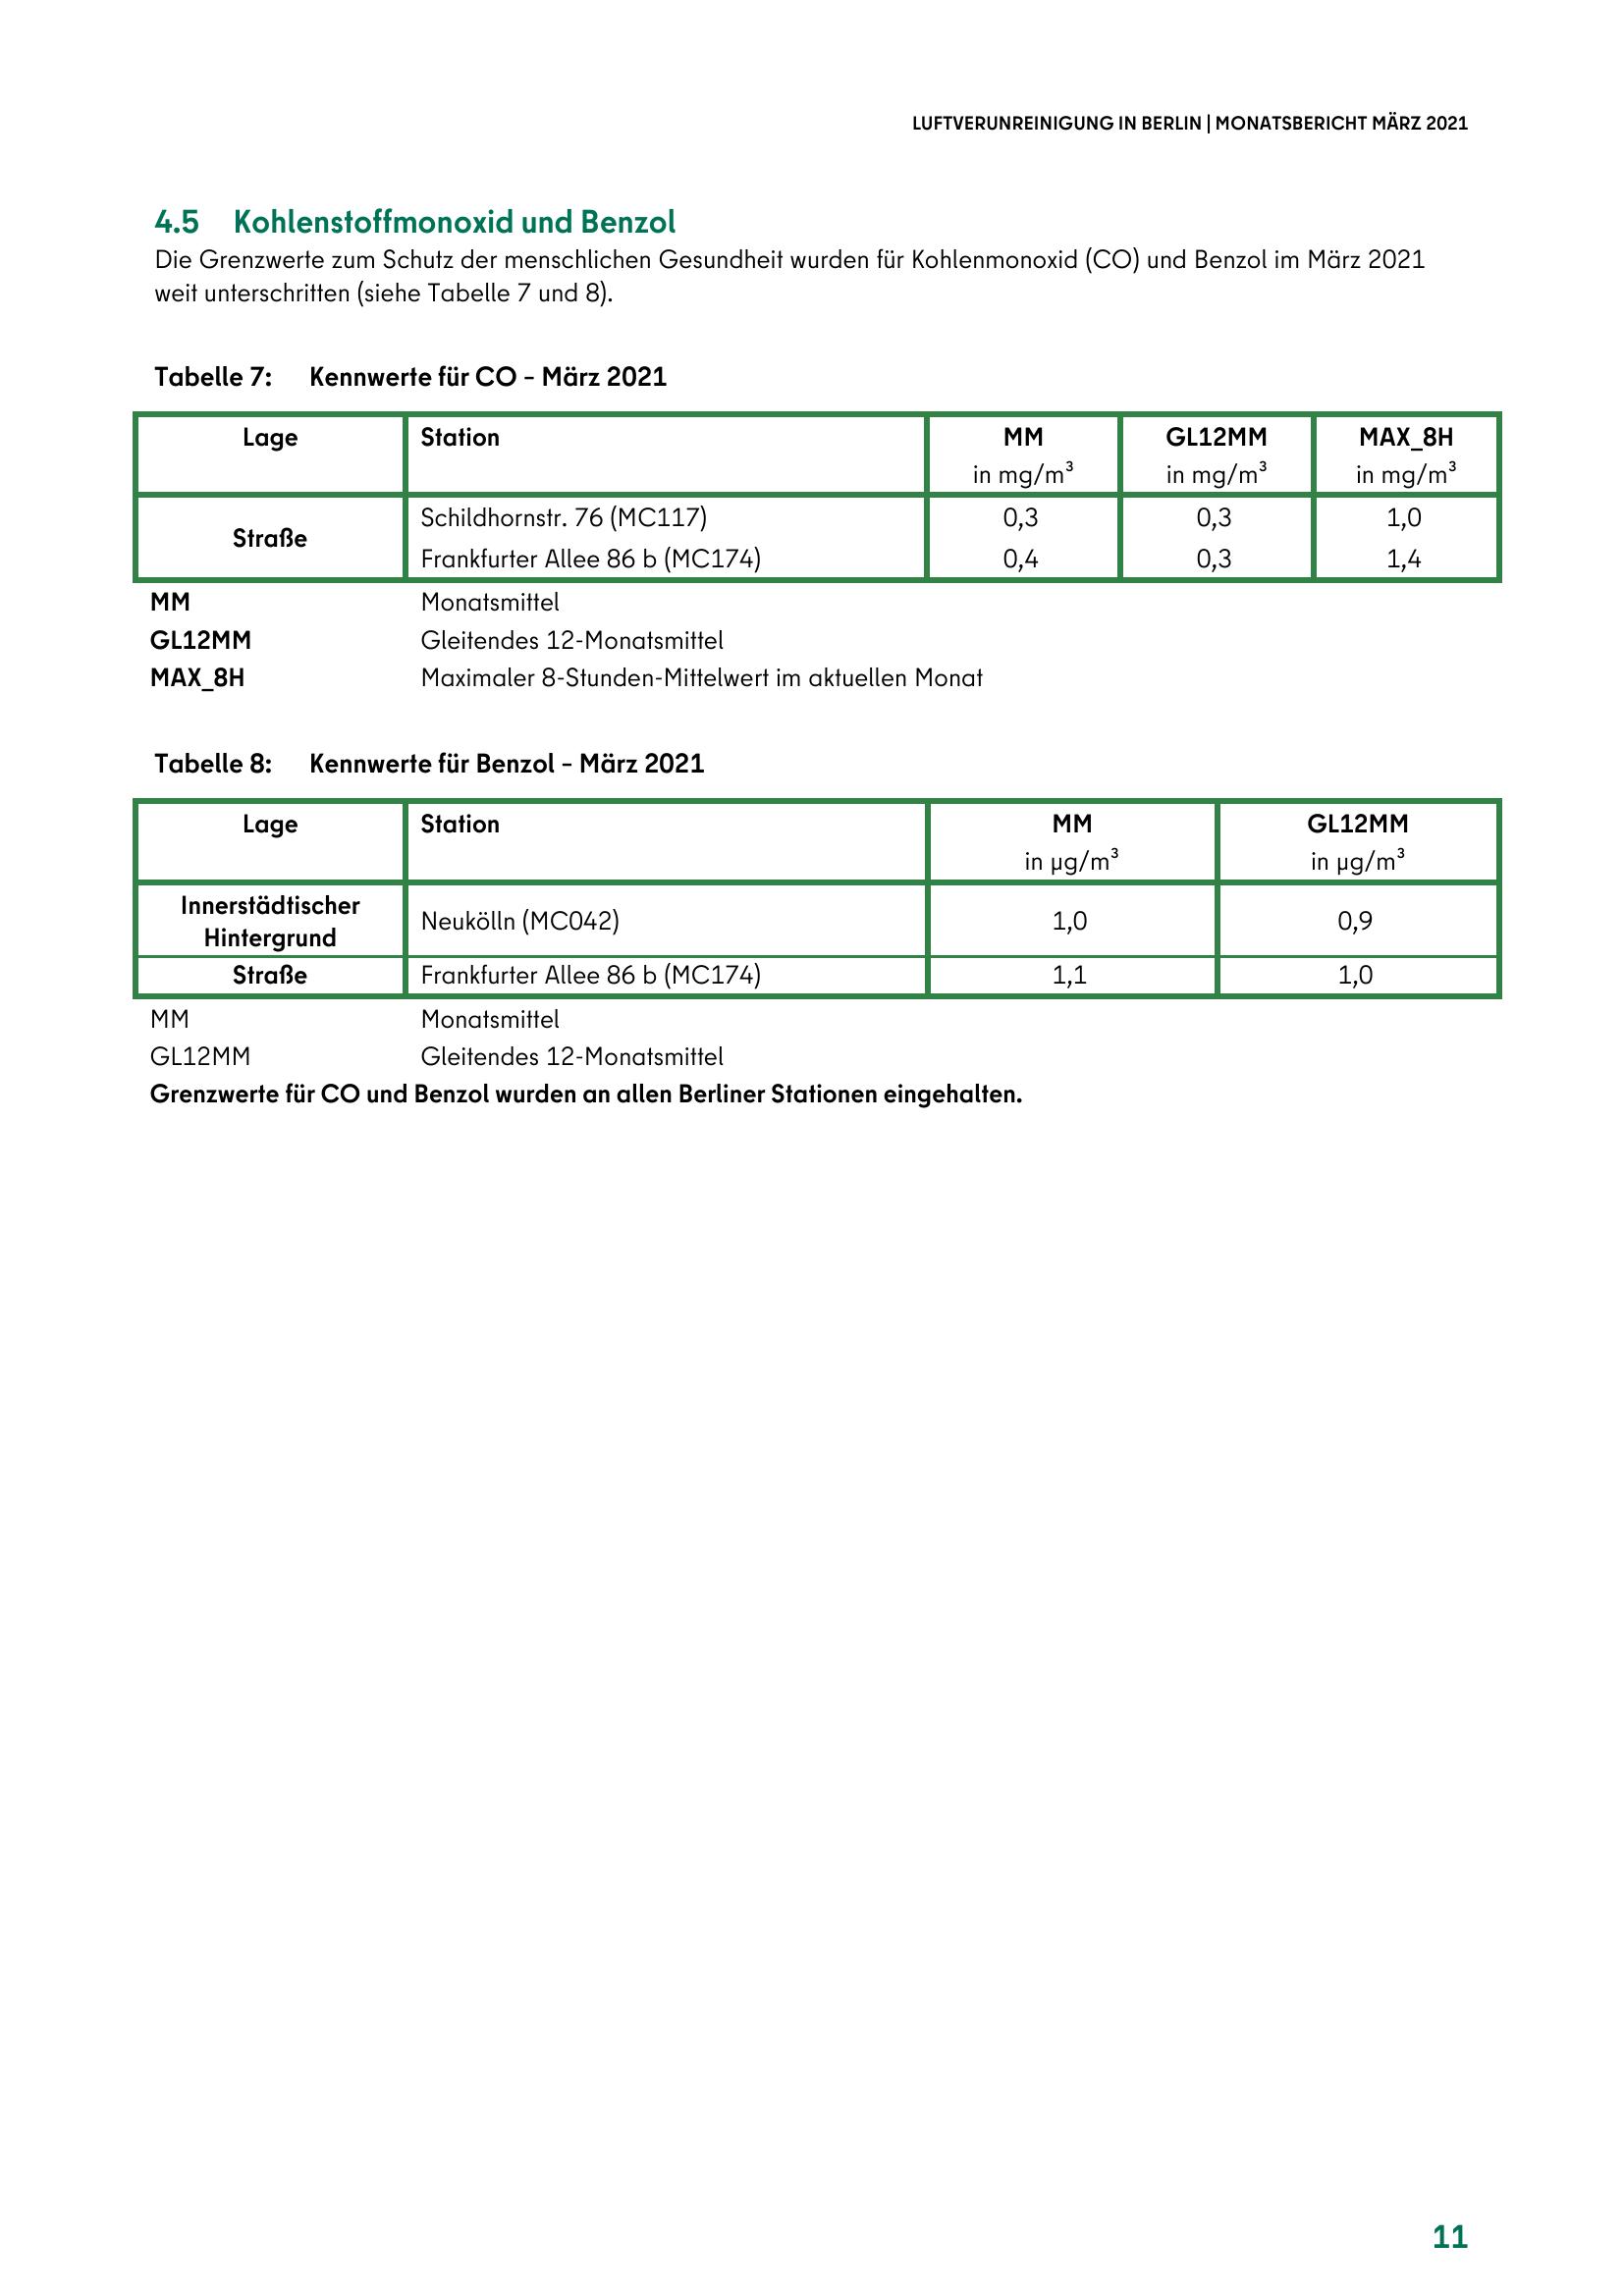 LUFTVERUNREINIGUNG IN BERLIN | MONATSBERICHT MÄRZ 2021
4.5 Kohlenstoffmonoxid und Benzol
Die Grenzwerte zum Schutz der menschlichen Gesundheit wurden für Kohlenmonoxid (CO) und Benzol im März 2021
weit unterschritten (siehe Tabelle 7 und 8).
Tabelle 7: Kennwerte für CO – März 2021
Lage Station MM GL12MM MAX_8H
in mg/m³ in mg/m³ in mg/m³
Straße
Schildhornstr. 76 (MC117) 0,3 0,3 1,0
Frankfurter Allee 86 b (MC174) 0,4 0,3 1,4
MM Monatsmittel
GL12MM Gleitendes 12-Monatsmittel
MAX_8H Maximaler 8-Stunden-Mittelwert im aktuellen Monat
Tabelle 8: Kennwerte für Benzol – März 2021
Lage Station MM GL12MM
in µg/m³ in µg/m³
Innerstädtischer
Hintergrund
Neukölln (MC042) 1,0 0,9
Straße Frankfurter Allee 86 b (MC174) 1,1 1,0
MM Monatsmittel
GL12MM Gleitendes 12-Monatsmittel
Grenzwerte für CO und Benzol wurden an allen Berliner Stationen eingehalten.
11